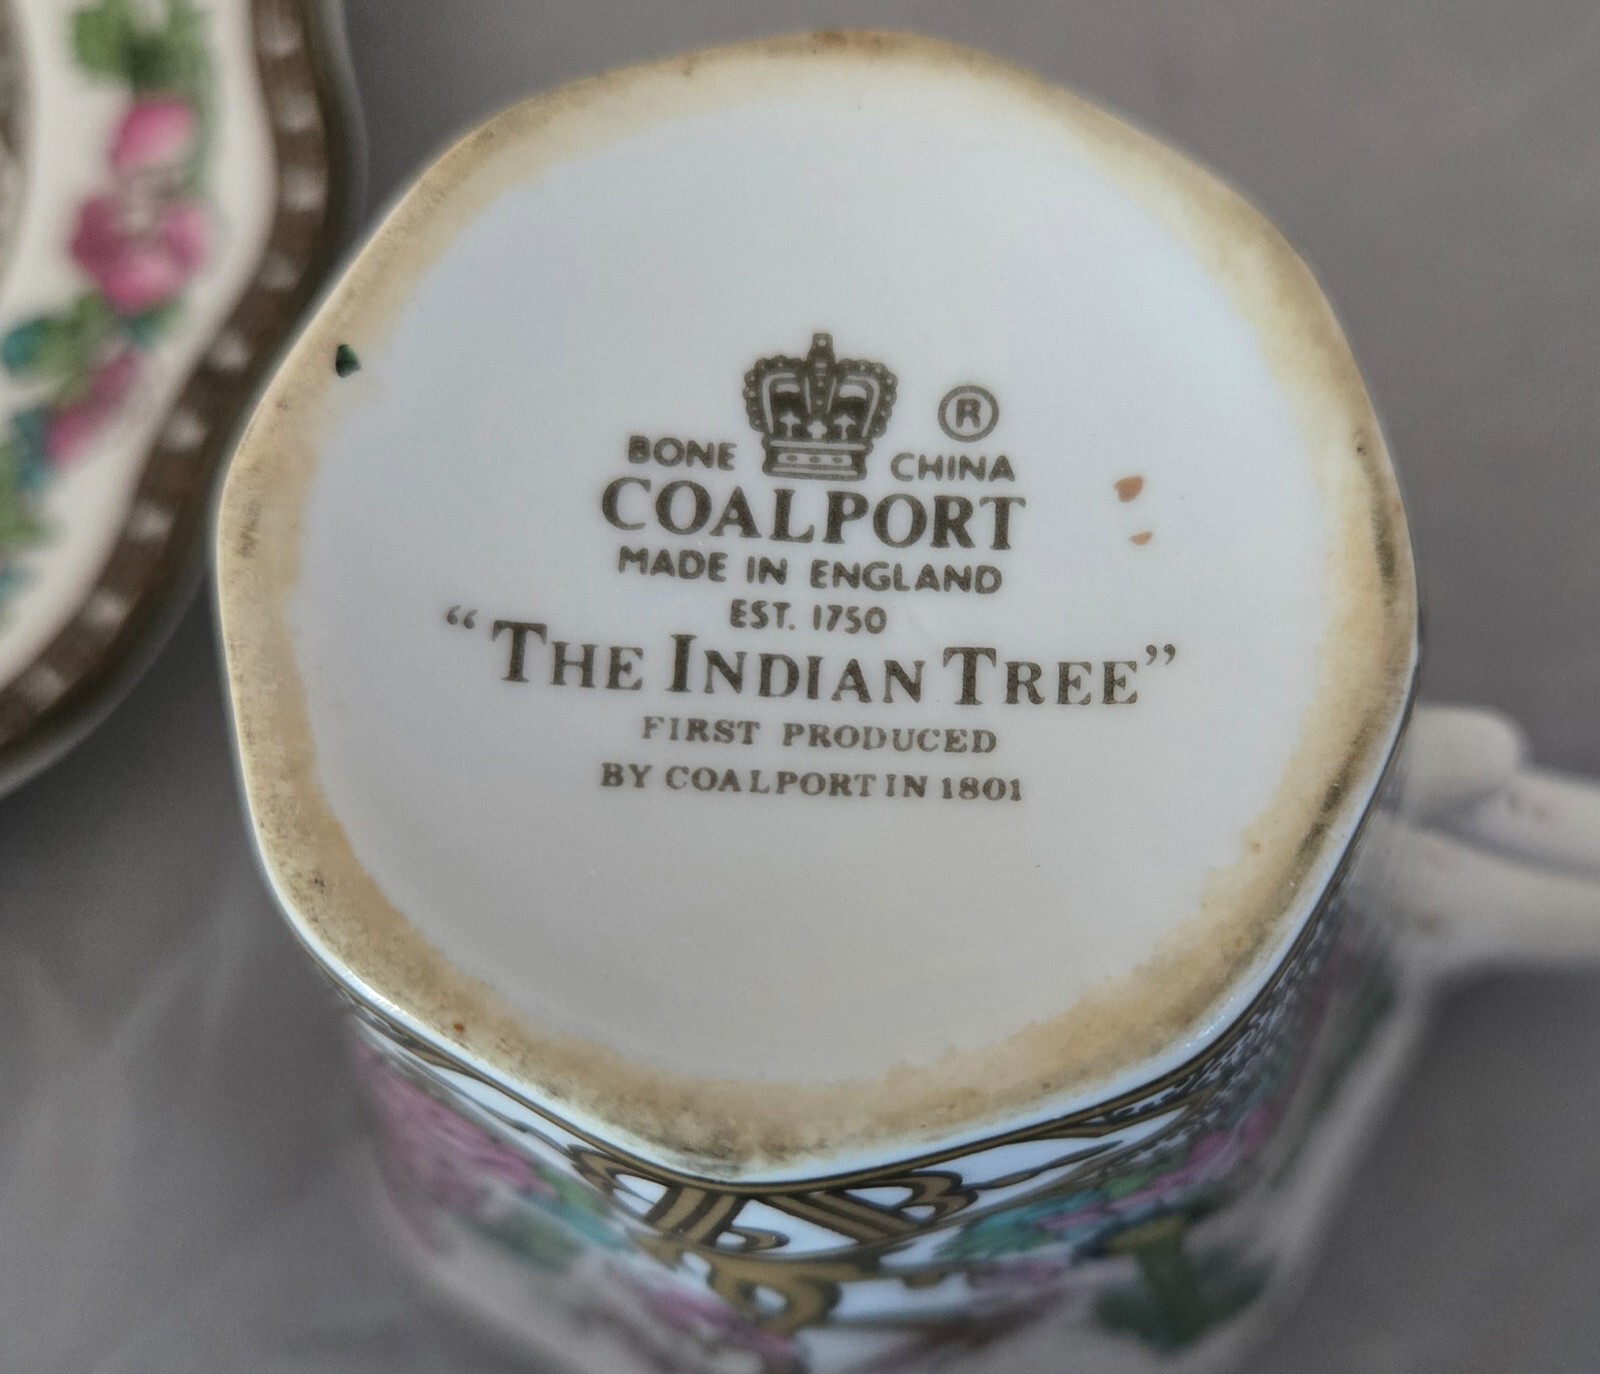 ®
BONE CHINA
COALPORT
MADE IN ENGLAND
EST. 1750
“THE INDIAN TREE”
FIRST PRODUCED
BY COALPORT IN 1801